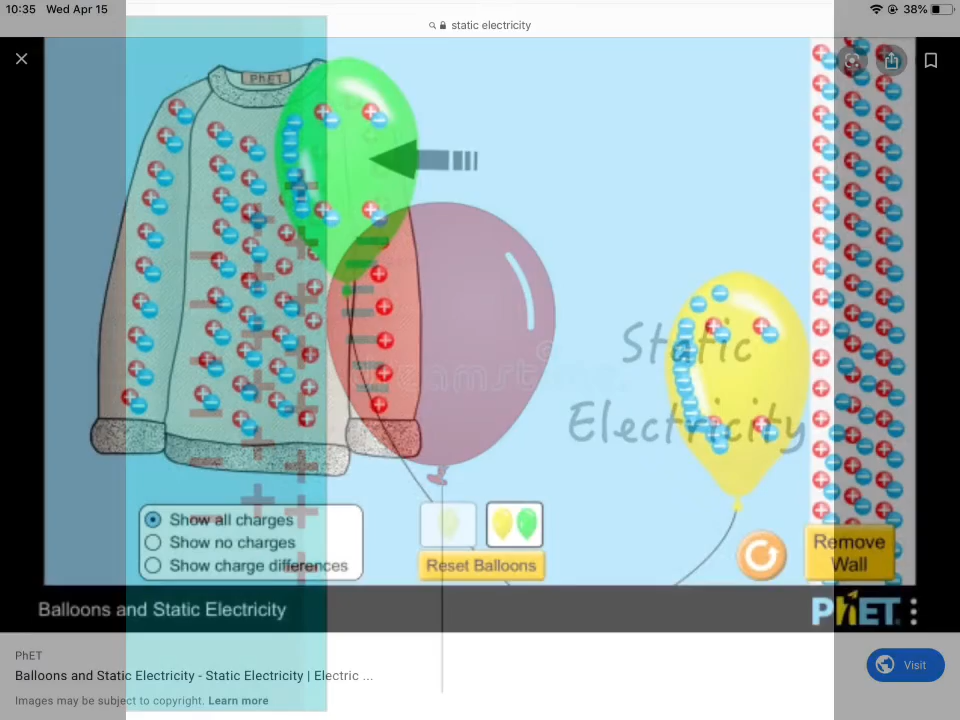 10:35 Wed Apr 15
38%
static electricity
PhET
Static
Electricity
Show all charges
Show no charges
Show charge differences
Reset Balloons
Remove
Wall
Balloons and Static Electricity
PhET
PhET
Balloons and Static Electricity - Static Electricity | Electric ...
Visit
Images may be subject to copyright. Learn more